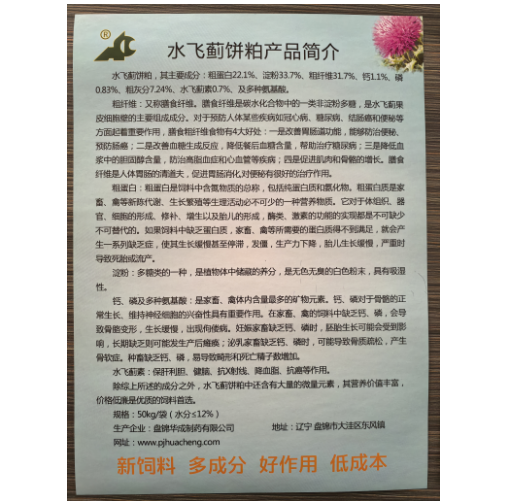 ®
水飞蓟饼粕产品简介
水飞蓟饼粕，其主要成分：粗蛋白22.1%、淀粉33.7%、粗纤维31.7%、钙1.1%、磷
0.83%、粗灰分7.24%、水飞蓟素0.7%、及多种氨基酸。
粗纤维：又称膳食纤维。膳食纤维是碳水化合物中的一类非淀粉多糖，是水飞蓟果
皮细胞壁的主要组成成分。对于预防人体某些疾病如冠心病、糖尿病、结肠癌和便秘等
方面起着重要作用，膳食粗纤维食物有4大好处：一是改善胃肠道功能，能够防治便秘、
预防肠癌；二是改善血糖生成反应，降低餐后血糖含量，帮助治疗糖尿病；三是降低血
浆中的胆固醇含量，防治高脂血症和心血管等疾病；四是促进肌肉和骨骼的增长。膳食
纤维是人体胃肠的清道夫，促进胃肠消化对便秘有很好的治疗作用。
粗蛋白：粗蛋白是饲料中含氮物质的总称，包括纯蛋白质和氨化物。粗蛋白质是家
畜、禽等新陈代谢、生长繁殖等生理活动必不可少的一种营养物质。它对于体组织、器
官、细胞的形成、修补、增生以及胎儿的形成，酶类、激素的功能的实现都是不可缺少
不可替代的。如果饲料中缺乏蛋白质，家畜、禽等所需要的蛋白质得不到满足，就会产
生一系列缺乏症，使其生长缓慢甚至停滞，发僵，生产力下降，胎儿生长缓慢，严重时
导致死胎或流产。
淀粉：多糖类的一种，是植物体中储藏的养分，是无色无臭的白色粉末，具有吸湿
性。
钙、磷及多种氨基酸：是家畜、禽体内含量最多的矿物元素。钙、磷对于骨骼的正
常生长、维持神经细胞的兴奋性具有重要作用。在家畜、禽的饲料中缺乏钙、磷，会导
致骨骼变形，生长缓慢，出现佝偻病。妊娠家畜缺乏钙、磷时，胚胎生长可能会受到影
响，长期缺乏则可能发生产后瘫痪；泌乳家畜缺乏钙、磷时，可能导致骨质疏松，产生
骨软症。种畜缺乏钙、磷，易导致畸形和死亡精子数增加。
水飞蓟素：保肝利胆、健脑、抗X射线、降血脂、抗癌等作用。
除综上所述的成分之外，水飞蓟饼粕中还含有大量的微量元素，其营养价值丰富，
价格低廉是优质的饲料首选。
规格：50kg/袋（水分≤12%）
生产企业：盘锦华成制药有限公司 地址：辽宁 盘锦市大洼区东风镇
网址：www.pjhuacheng.com
新饲料 多成分 好作用 低成本